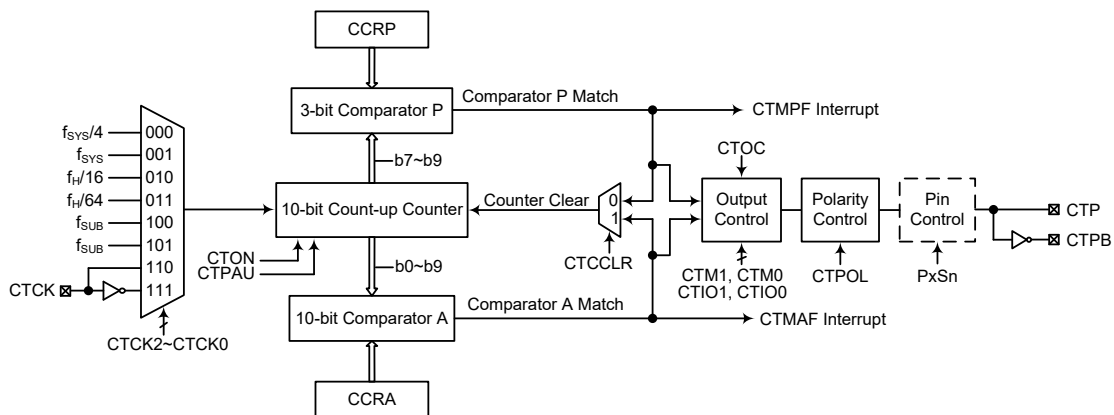 CCRP
3-bit Comparator P
Comparator P Match
CTMPF Interrupt
b7~b9
fSYS/4
fSYS
fH/16
fH/64
fSUB
fSUB
CTCK
000
001
010
011
100
101
110
111
CTCK2~CTCK0
10-bit Count-up Counter
CTON
CTPAU
Counter Clear
0
1
CTCCLR
CTOC
Output
Control
CTM1, CTM0
CTIO1, CTIO0
Polarity
Control
CTPOL
Pin
Control
PxSn
CTP
CTPB
b0~b9
10-bit Comparator A
Comparator A Match
CTMAF Interrupt
CCRA